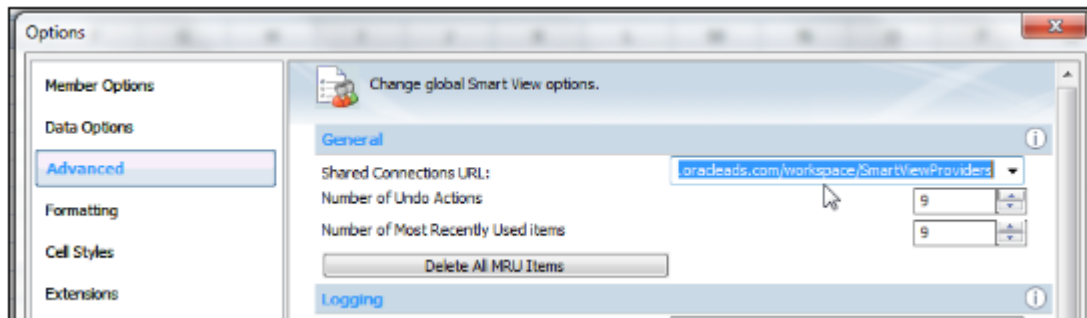 Options
Member Options
Data Options
Advanced
Formatting
Cell Styles
Extensions
Change global Smart View options.
General
Shared Connections URL: .oracleads.com/workspace/SmartViewProviders
Number of Undo Actions 9
Number of Most Recently Used items 9
Delete All MRU Items
Logging